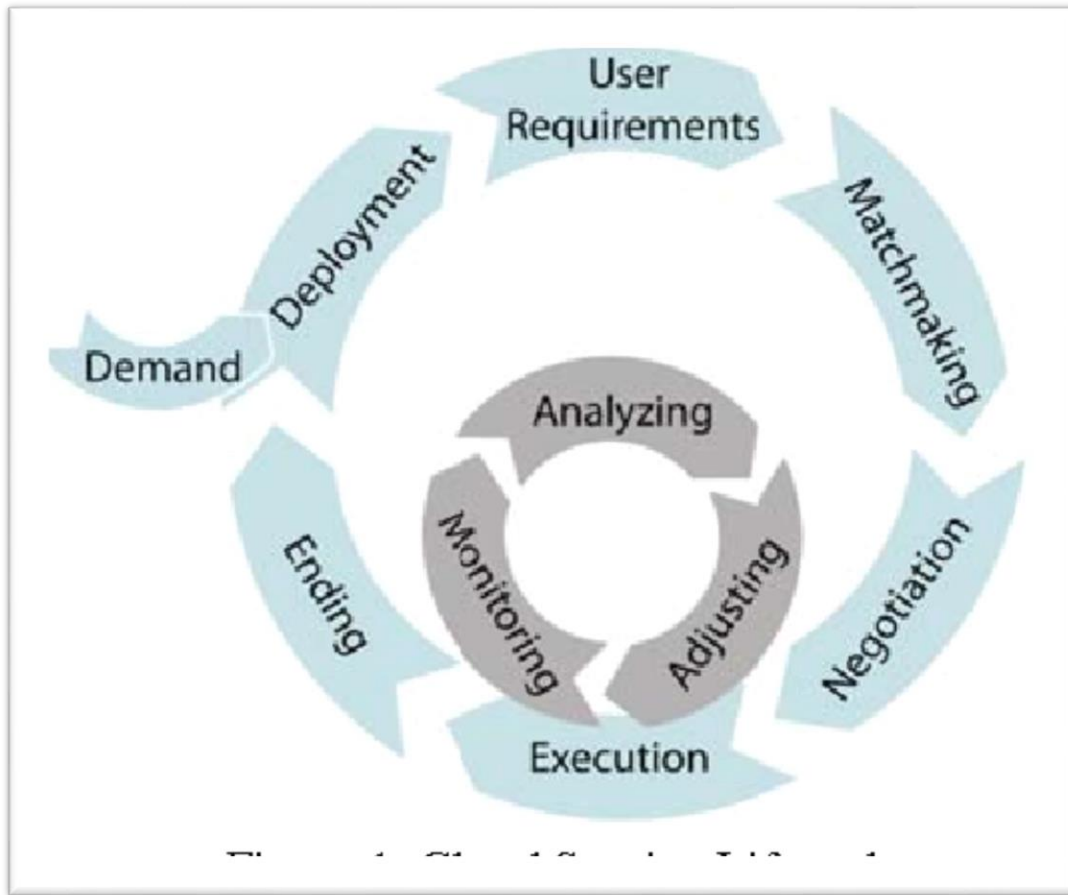 User
Requirements
Matchmaking
Negotiation
Execution
Ending
Demand
Deployment
Analyzing
Adjusting
Monitoring